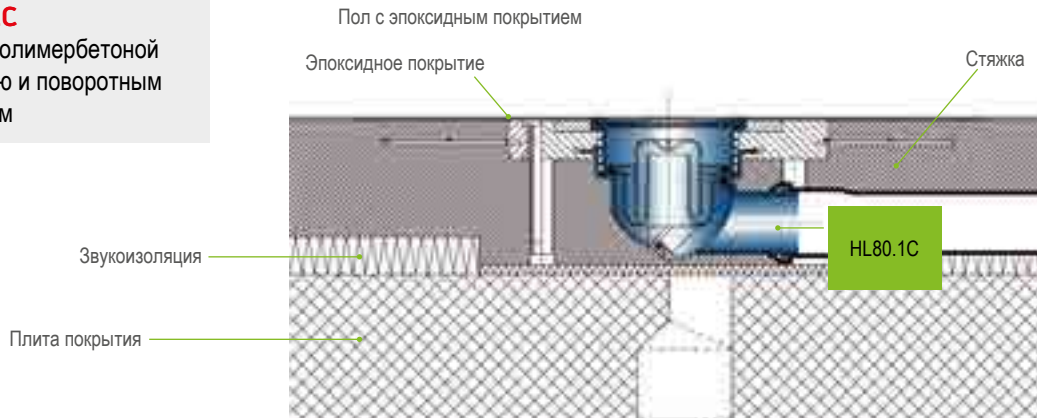 С
олимербетоной
ю и поворотным
м
Пол с эпоксидным покрытием
Эпоксидное покрытие
Стяжка
HL80.1C
Звукоизоляция
Плита покрытия